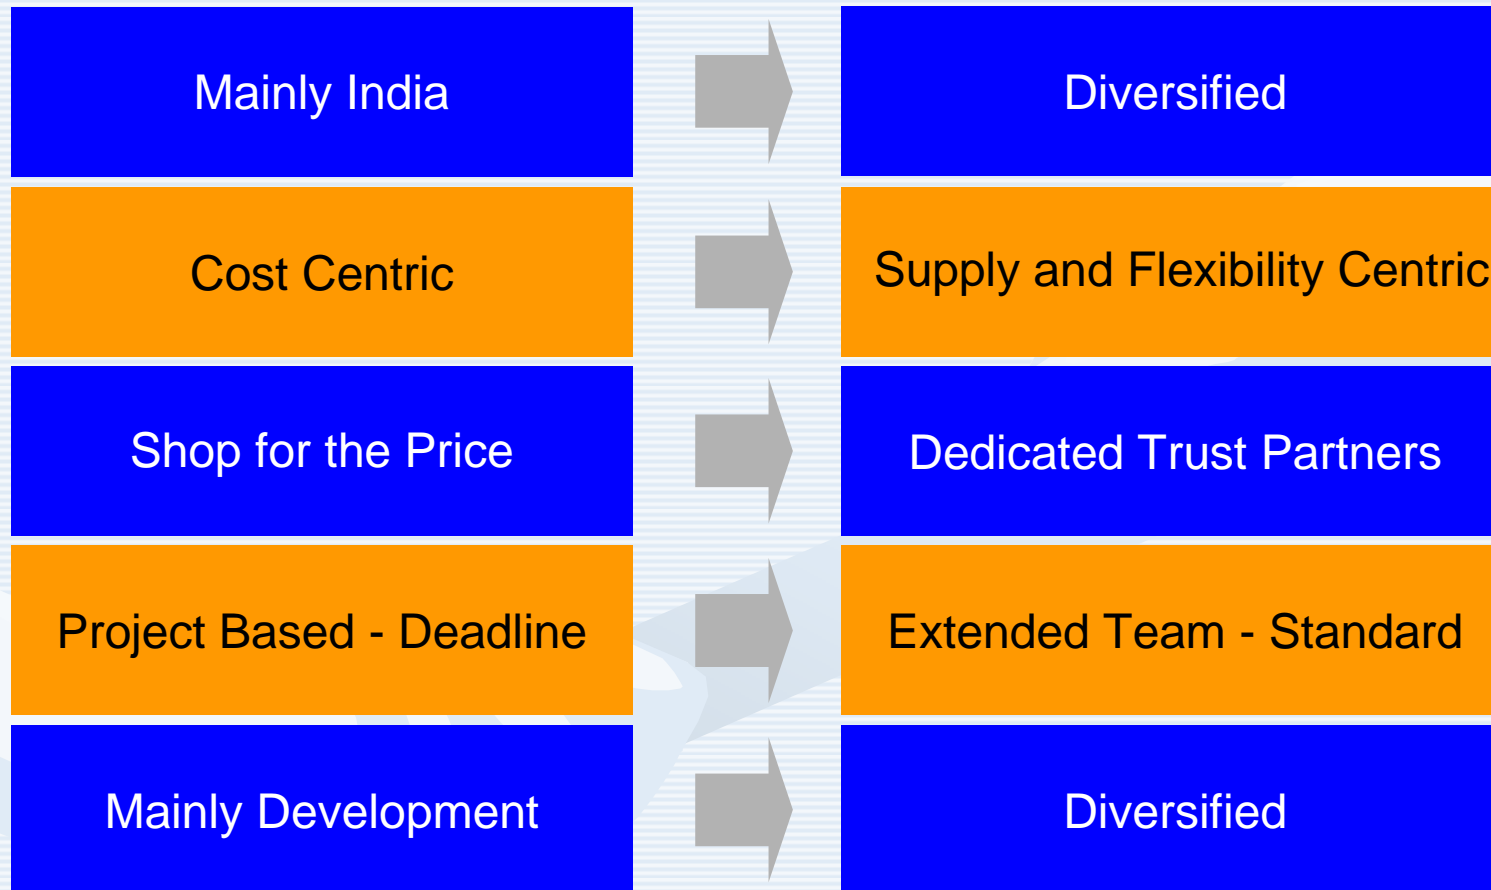 Mainly India
Diversified
Cost Centric
Supply and Flexibility Centric
Shop for the Price
Dedicated Trust Partners
Project Based - Deadline
Extended Team - Standard
Mainly Development
Diversified